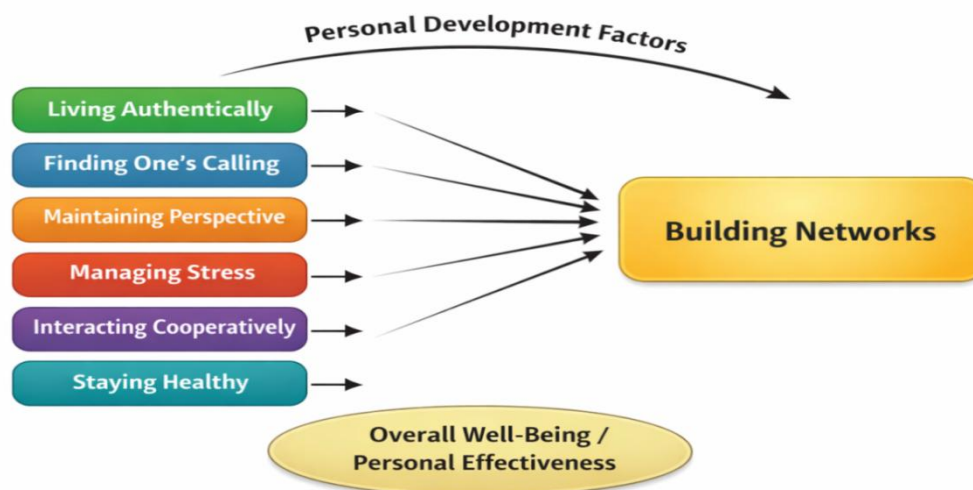 Personal Development Factors
Living Authentically
Finding One's Calling
Maintaining Perspective
Managing Stress
Interacting Cooperatively
Staying Healthy
Building Networks
Overall Well-Being /
Personal Effectiveness